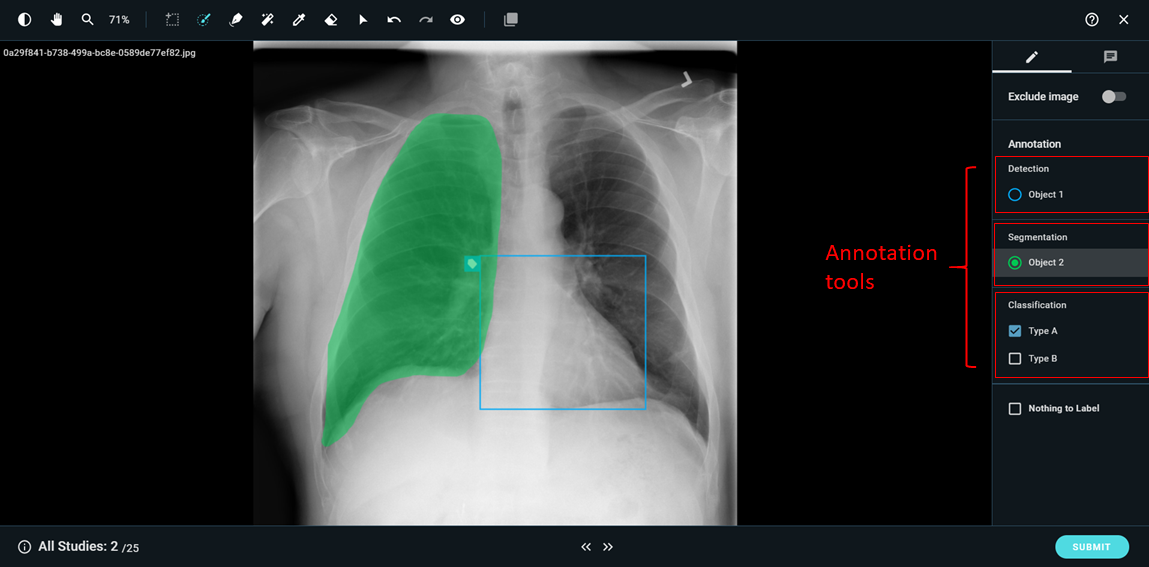 71%
0a29f841-b738-499a-bc8e-0589de77ef82.jpg
L
Exclude image
Annotation
Detection
Object 1
Segmentation
Object 2
Classification
Type A
Type B
Nothing to Label
Annotation
tools
All Studies: 2 /25
SUBMIT